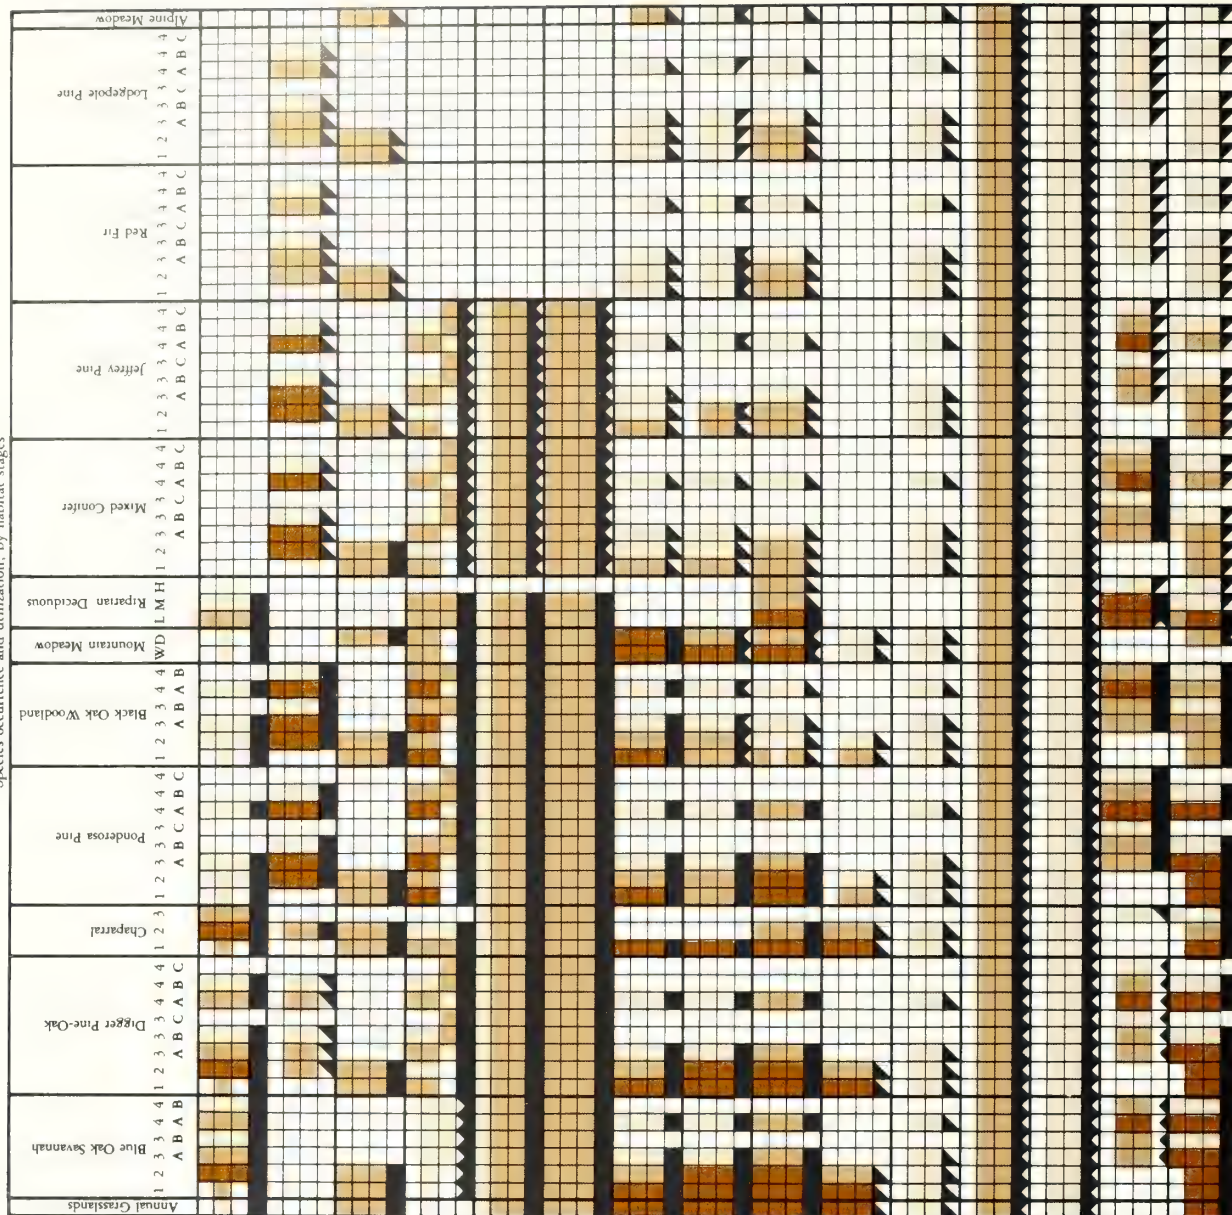 Species occurrence and utilization, by habitat stages
Annual Grasslands
Blue Oak Savannah
1 2 3 3 4 4
A B A B
Digger Pine-Oak
1 2 3 3 3 4 4 4
A B C A B C
Chaparral
1 2 3
Ponderosa Pine
1 2 3 3 3 4 4 4
A B C A B C
Black Oak Woodland
1 2 3 3 4 4
A B A B
Mountain Meadow
W D
Riparian Deciduous
L M H
Mixed Conifer
1 2 3 3 3 4 4 4
A B C A B C
Jeffrey Pine
1 2 3 3 3 4 4 4
A B C A B C
Red Fir
1 2 3 3 3 4 4 4
A B C A B C
Lodgepole Pine
1 2 3 3 3 4 4 4
A B C A B C
Alpine Meadow